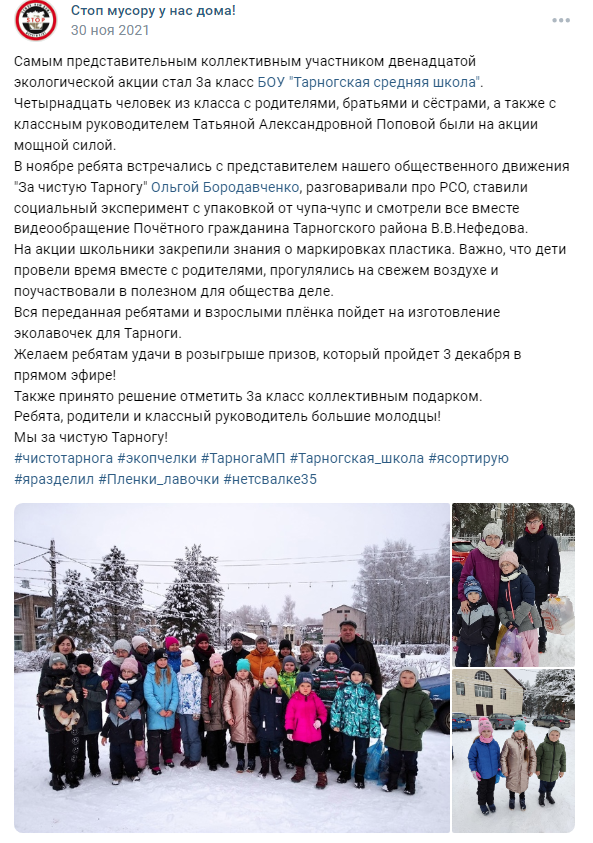 Стоп мусору у нас дома!
30 ноя 2021
Самым представительным коллективным участником двенадцатой
экологической акции стал 3а класс БОУ "Тарногская средняя школа".
Четырнадцать человек из класса с родителями, братьями и сёстрами, а также с
классным руководителем Татьяной Александровной Поповой были на акции
мощной силой.
В ноябре ребята встречались с представителем нашего общественного движения
"За чистую Тарногу" Ольгой Бородавченко, разговаривали про РСО, ставили
социальный эксперимент с упаковкой от чупа-чупс и смотрели все вместе
видеообращение Почётного гражданина Тарногского района В.В.Нефедова.
На акции школьники закрепили знания о маркировках пластика. Важно, что дети
провели время вместе с родителями, прогулялись на свежем воздухе и
поучаствовали в полезном для общества деле.
Вся переданная ребятами и взрослыми плёнка пойдет на изготовление
эколавочек для Тарноги.
Желаем ребятам удачи в розыгрыше призов, который пройдет 3 декабря в
прямом эфире!
Также принято решение отметить 3а класс коллективным подарком.
Ребята, родители и классный руководитель большие молодцы!
Мы за чистую Тарногу!
#чистотарнога #экопчелки #ТарногаМП #Тарногская_школа #ясортирую
#яразделил #Пленки_лавочки #нетсвалке35